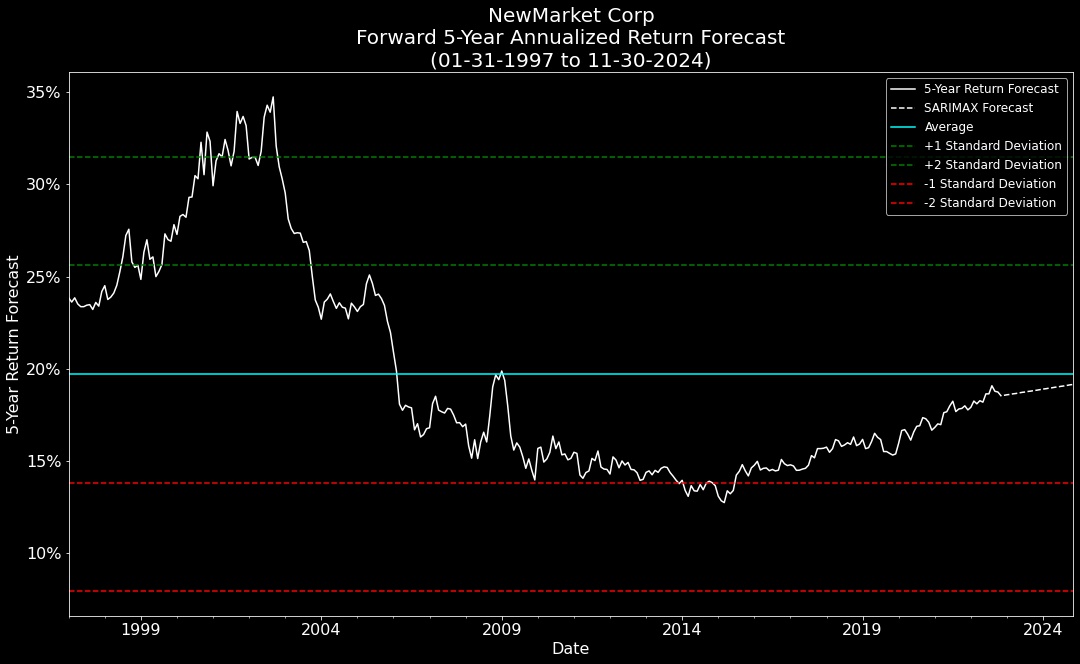 NewMarket Corp
Forward 5-Year Annualized Return Forecast
(01-31-1997 to 11-30-2024)
5-Year Return Forecast
35%
30%
25%
20%
15%
10%
5-Year Return Forecast
SARIMAX Forecast
Average
+1 Standard Deviation
+2 Standard Deviation
-1 Standard Deviation
-2 Standard Deviation
1999 2004 2009 2014 2019 2024
Date